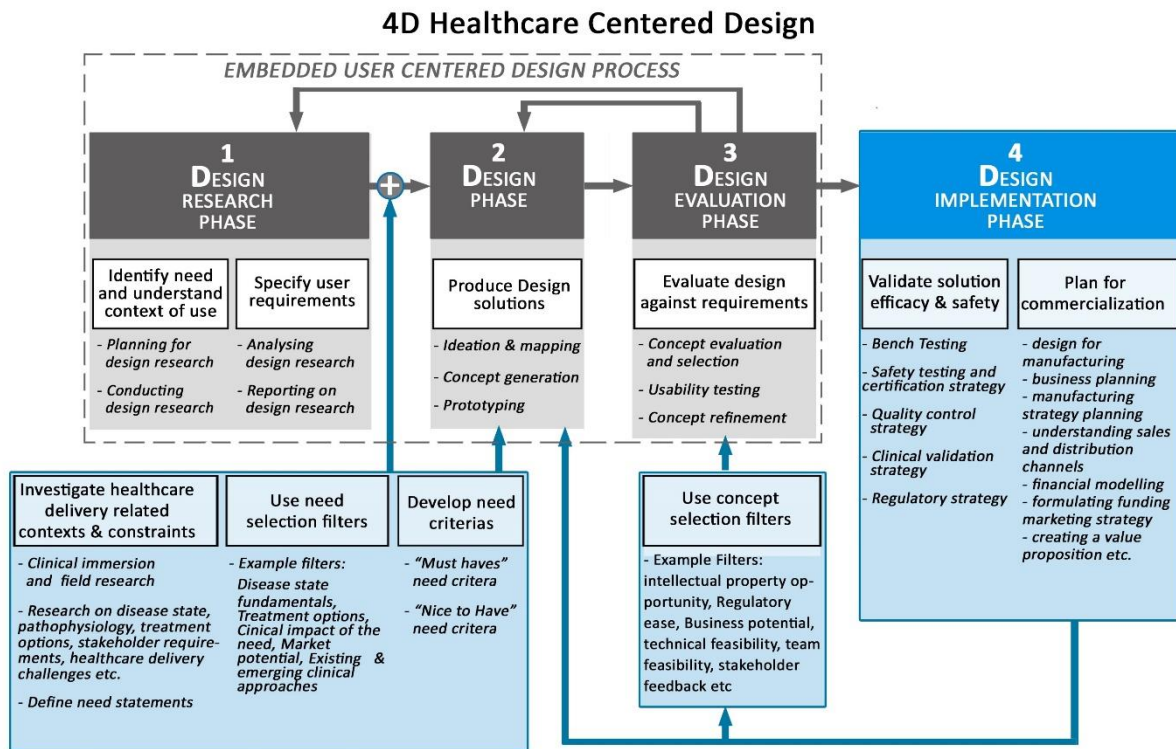 4D Healthcare Centered Design
EMBEDDED USER CENTERED DESIGN PROCESS
1
DESIGN
RESEARCH
PHASE
2
DESIGN
PHASE
3
DESIGN
EVALUATION
PHASE
4
DESIGN
IMPLEMENTATION
PHASE
Identify need
and understand
context of use
- Planning for
design research
- Conducting
design research
Specify user
requirements
- Analysing
design research
- Reporting on
design research
Produce Design
solutions
- Ideation & mapping
- Concept generation
- Prototyping
Evaluate design
against requirements
- Concept evaluation
and selection
- Usability testing
- Concept refinement
Validate solution
efficacy & safety
- Bench Testing
- Safety testing and
certification strategy
- Quality control
strategy
- Clinical validation
strategy
- Regulatory strategy
Plan for
commercialization
- design for
manufacturing
- business planning
- manufacturing
strategy planning
- understanding sales
and distribution
channels
- financial modelling
- formulating funding
marketing strategy
- creating a value
proposition etc.
Investigate healthcare
delivery related
contexts & constraints
- Clinical immersion
and field research
- Research on disease state,
pathophysiology, treatment
options, stakeholder require-
ments, healthcare delivery
challenges etc.
- Define need statements
Use need
selection filters
- Example filters:
Disease state
fundamentals,
Treatment options,
Cinical impact of the
need, Market
potential, Existing &
emerging clinical
approaches
Develop need
criterias
- “Must haves”
need critera
- “Nice to Have”
need critera
Use concept
selection filters
- Example Filters:
intellectual property op-
portunity, Regulatory
ease, Business potential,
technical feasibility, team
feasibility, stakeholder
feedback etc